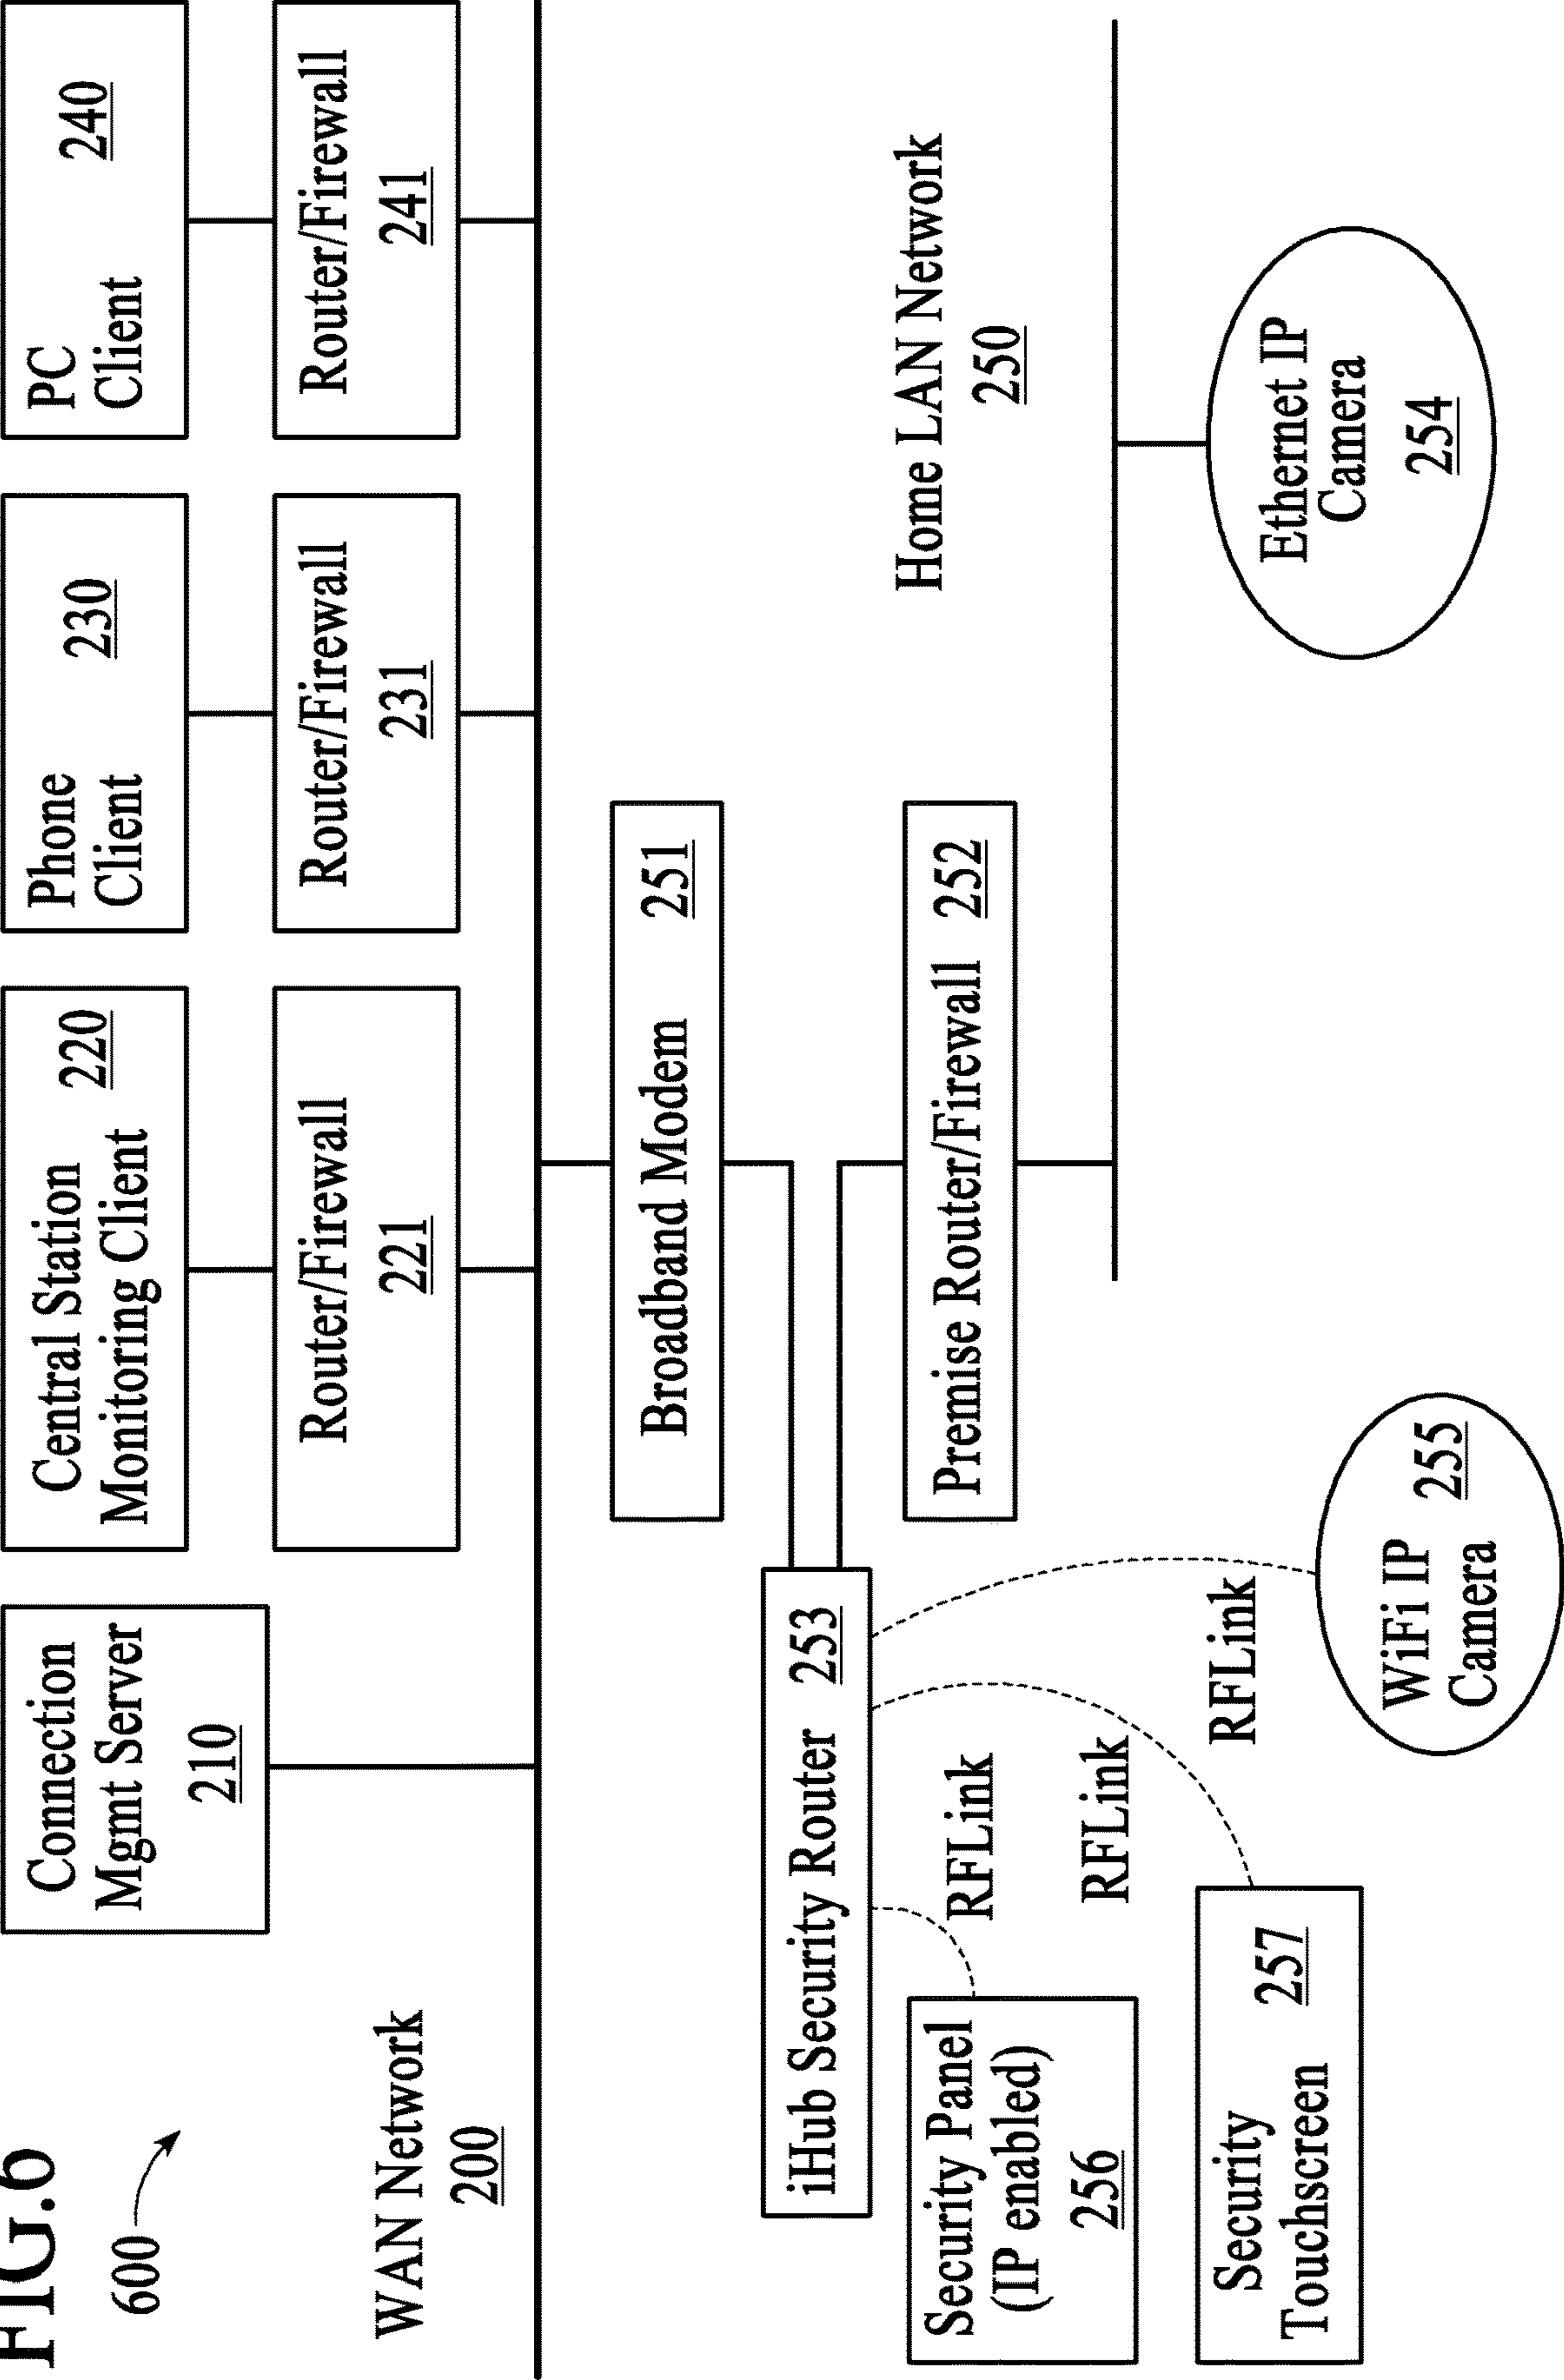 FIG.6
600
WAN Network
200
Connection
Mgmt Server
210
Central Station
220
Monitoring Client
Router/Firewall
221
Phone
230
Client
Router/Firewall
231
PC
240
Client
Router/Firewall
241
Broadband Modem 251
iHub Security Router 253
Premise Router/Firewall 252
Home LAN Network
250
Security Panel
(IP enabled)
256
RFLink
RFLink
RFLink
Security
257
Touchscreen
WiFi IP
255
Camera
Ethernet IP
Camera
254